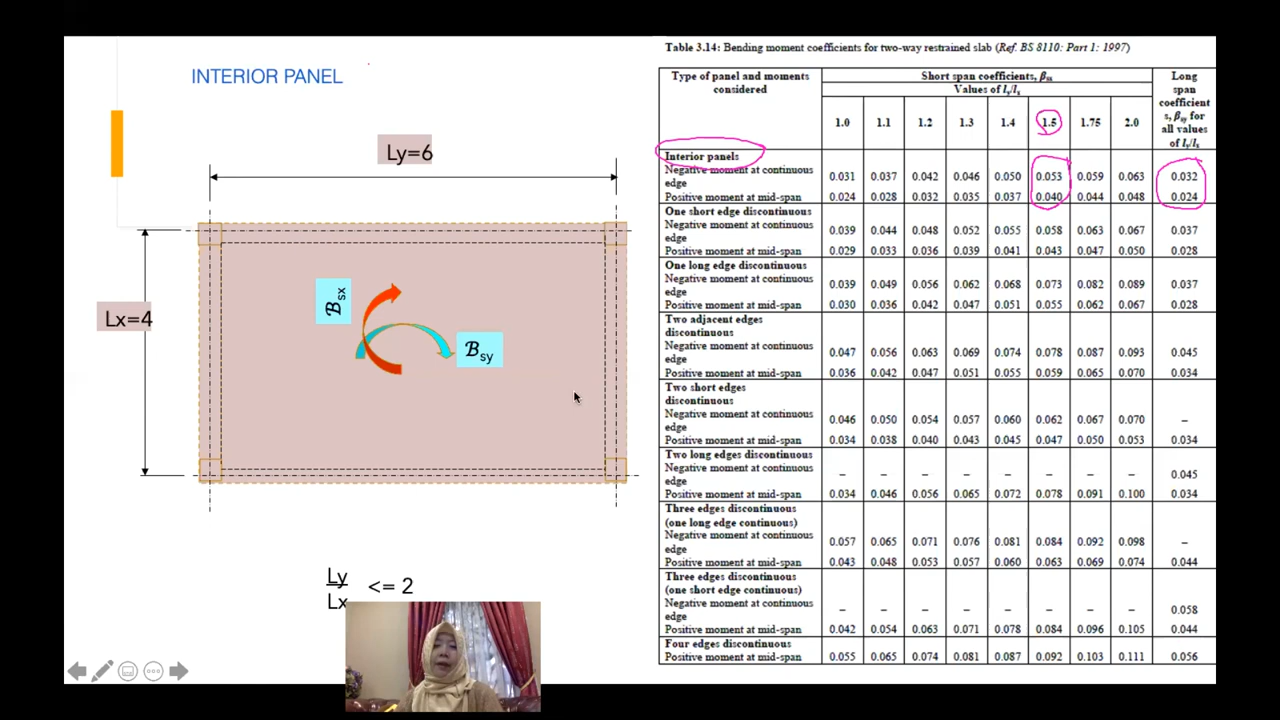 INTERIOR PANEL
Ly=6
Lx=4
ℬsx
ℬsy
Ly
Lx
<= 2
Table 3.14: Bending moment coefficients for two-way restrained slab (Ref. BS 8110: Part 1: 1997)
Type of panel and moments considered | Short span coefficients, βsx | Long span coefficients, βsy for all values of ly/lx
Values of ly/lx
1.0 1.1 1.2 1.3 1.4 1.5 1.75 2.0
Interior panels
Negative moment at continuous edge 0.031 0.037 0.042 0.046 0.050 0.053 0.059 0.063 0.032
Positive moment at mid-span 0.024 0.028 0.032 0.035 0.037 0.040 0.044 0.048 0.024
One short edge discontinuous
Negative moment at continuous edge 0.039 0.044 0.048 0.052 0.055 0.058 0.063 0.067 0.037
Positive moment at mid-span 0.029 0.033 0.036 0.039 0.041 0.043 0.047 0.050 0.028
One long edge discontinuous
Negative moment at continuous edge 0.039 0.049 0.056 0.062 0.068 0.073 0.082 0.089 0.037
Positive moment at mid-span 0.030 0.036 0.042 0.047 0.051 0.055 0.062 0.067 0.028
Two adjacent edges discontinuous
Negative moment at continuous edge 0.047 0.056 0.063 0.069 0.074 0.078 0.087 0.093 0.045
Positive moment at mid-span 0.036 0.042 0.047 0.051 0.055 0.059 0.065 0.070 0.034
Two short edges discontinuous
Negative moment at continuous edge 0.046 0.050 0.054 0.057 0.060 0.062 0.067 0.070 –
Positive moment at mid-span 0.034 0.038 0.040 0.043 0.045 0.047 0.050 0.053 0.034
Two long edges discontinuous
Negative moment at continuous edge – – – – – – – – 0.045
Positive moment at mid-span 0.034 0.046 0.056 0.065 0.072 0.078 0.091 0.100 0.034
Three edges discontinuous
(one long edge continuous)
Negative moment at continuous edge 0.057 0.065 0.071 0.076 0.081 0.084 0.092 0.098 –
Positive moment at mid-span 0.043 0.048 0.053 0.057 0.060 0.063 0.069 0.074 0.044
Three edges discontinuous
(one short edge continuous)
Negative moment at continuous edge – – – – – – – – 0.058
Positive moment at mid-span 0.042 0.054 0.063 0.071 0.078 0.084 0.096 0.105 0.044
Four edges discontinuous
Positive moment at mid-span 0.055 0.065 0.074 0.081 0.087 0.092 0.103 0.111 0.056